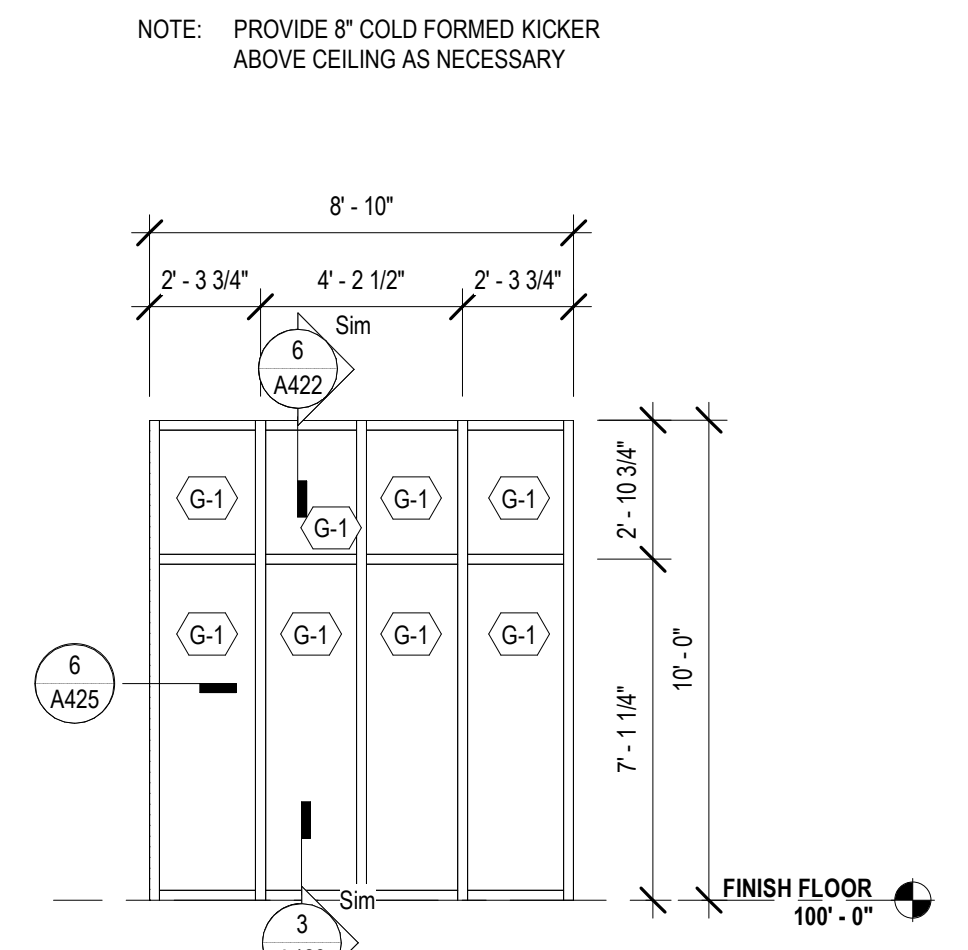 NOTE: PROVIDE 8" COLD FORMED KICKER
ABOVE CEILING AS NECESSARY
8' - 10"
2' - 3 3/4" 4' - 2 1/2" 2' - 3 3/4"
Sim
6
A422
2' - 10 3/4"
G-1 G-1 G-1
G-1
G-1 G-1 G-1 G-1
10' - 0"
6
A425
7' - 1 1/4"
FINISH FLOOR
100' - 0"
Sim
3